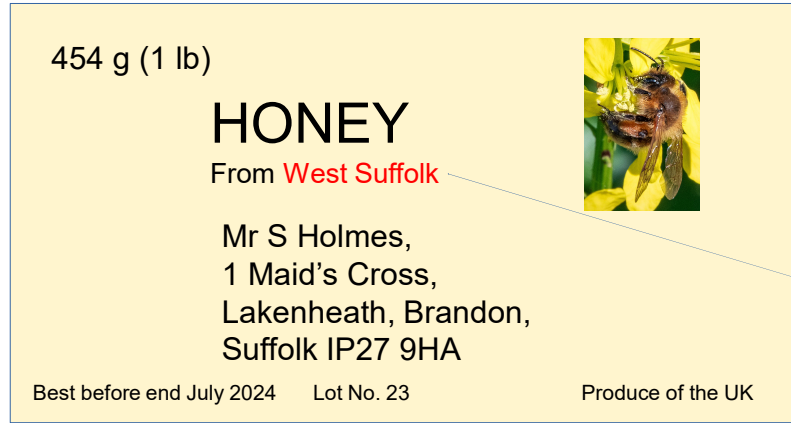 454 g (1 lb)
HONEY
From West Suffolk
Mr S Holmes,
1 Maid’s Cross,
Lakenheath, Brandon,
Suffolk IP27 9HA
Best before end July 2024 Lot No. 23 Produce of the UK